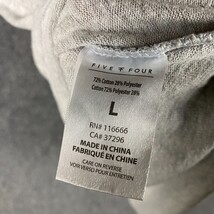 FIVE FOUR
72% Cotton 28% Polyester
Cotton 72% Polyester 28%
L
RN# 116666
CA# 37296
MADE IN CHINA
FABRIQUÉ EN CHINE
CARE ON REVERSE
VOIR VERSO POUR ENTRETIEN